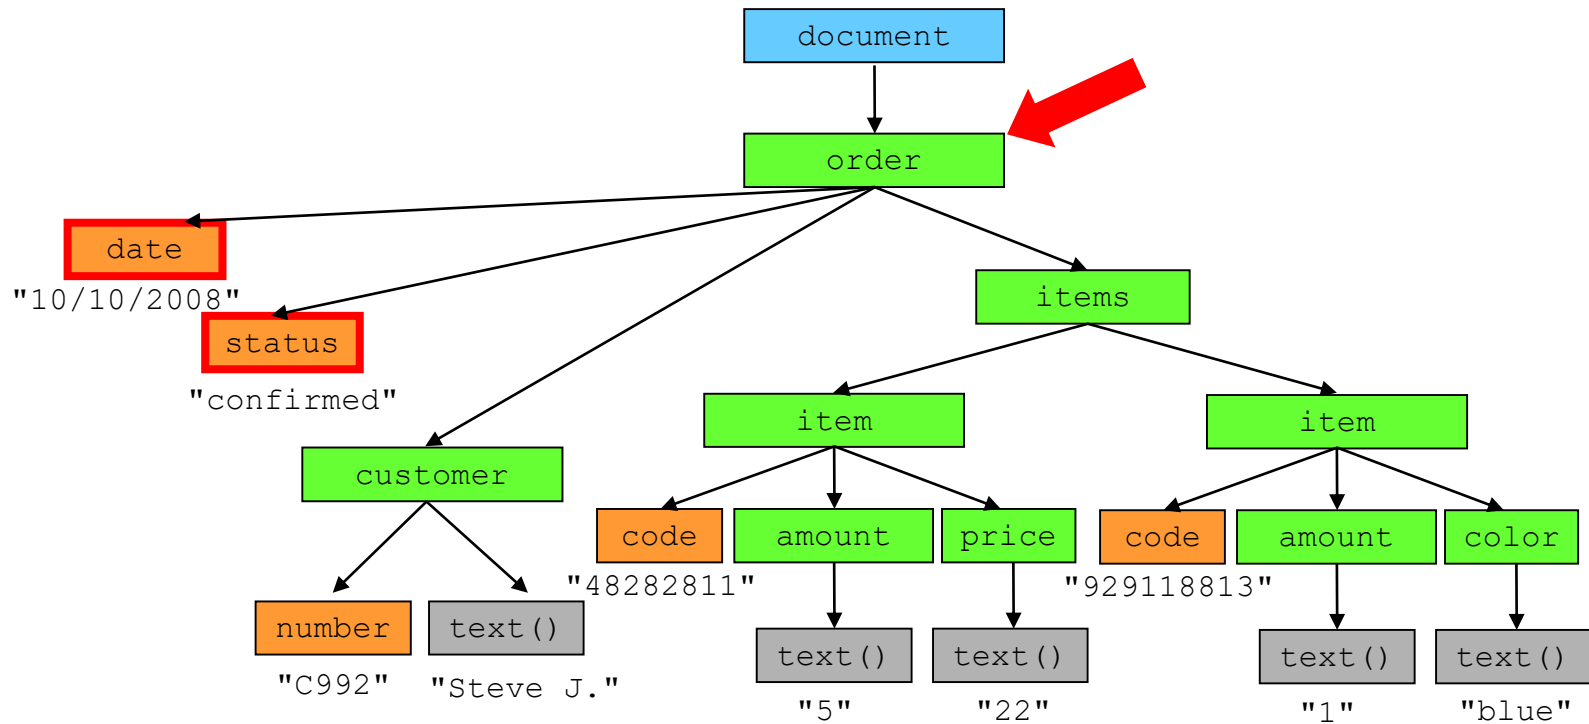 document
order
date
"10/10/2008"
items
status
"confirmed"
item
item
customer
code
amount
price
code
amount
color
"48282811"
"929118813"
number
text()
text()
text()
text()
text()
"C992"
"Steve J."
"5"
"22"
"1"
"blue"